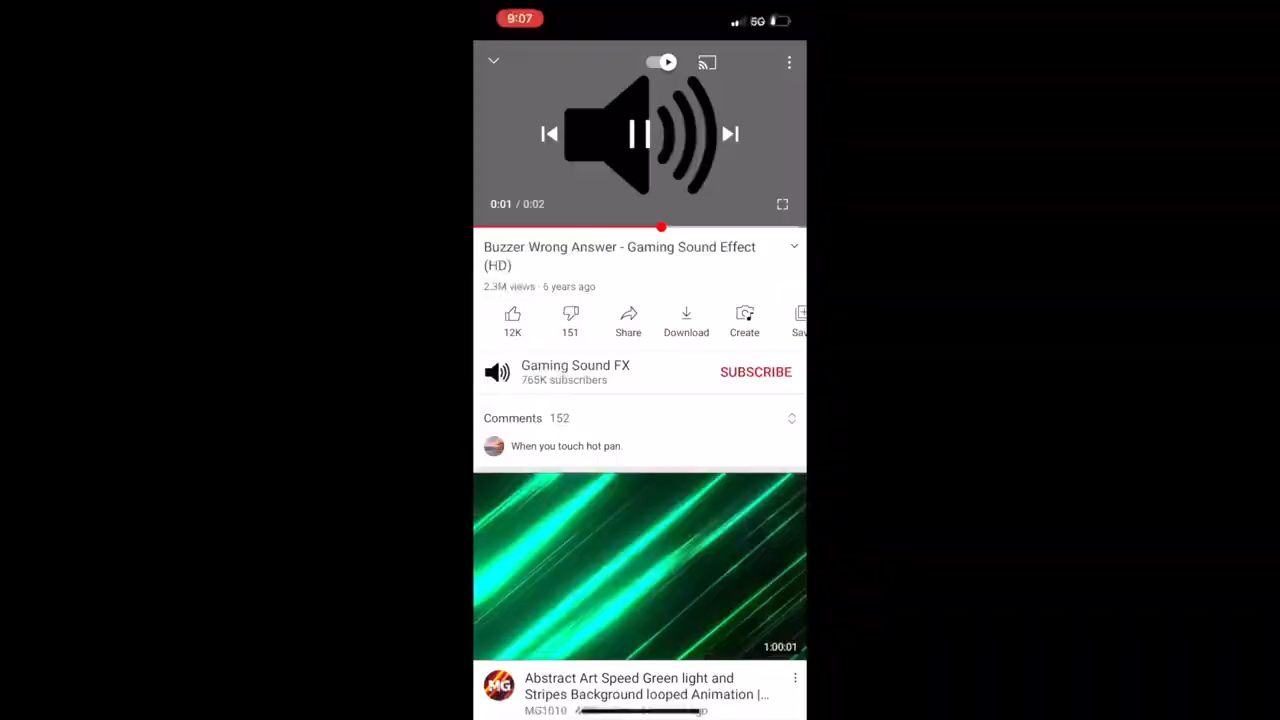 9:07
5G
0:01 / 0:02
Buzzer Wrong Answer - Gaming Sound Effect
(HD)
2.3M views · 6 years ago
12K
151
Share
Download
Create
Sav
Gaming Sound FX
765K subscribers
SUBSCRIBE
Comments 152
When you touch hot pan.
1:00:01
MG
Abstract Art Speed Green light and
Stripes Background looped Animation |...
MG1010